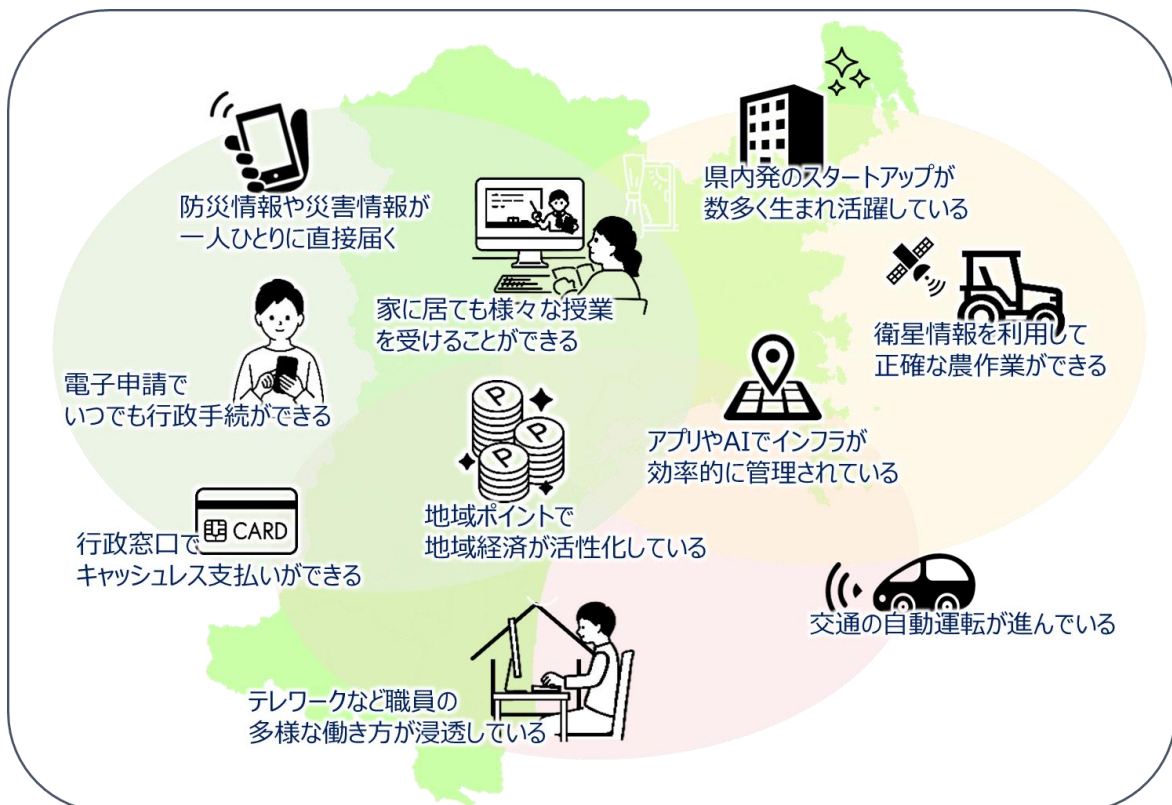 防災情報や災害情報が
一人ひとりに直接届く
県内発のスタートアップが
数多く生まれ活躍している
家に居ても様々な授業
を受けることができる
衛星情報を利用して
正確な農作業ができる
電子申請で
いつでも行政手続ができる
P
P
P
アプリやAIでインフラが
効率的に管理されている
CARD
行政窓口で
キャッシュレス支払いができる
地域ポイントで
地域経済が活性化している
交通の自動運転が進んでいる
テレワークなど職員の
多様な働き方が浸透している